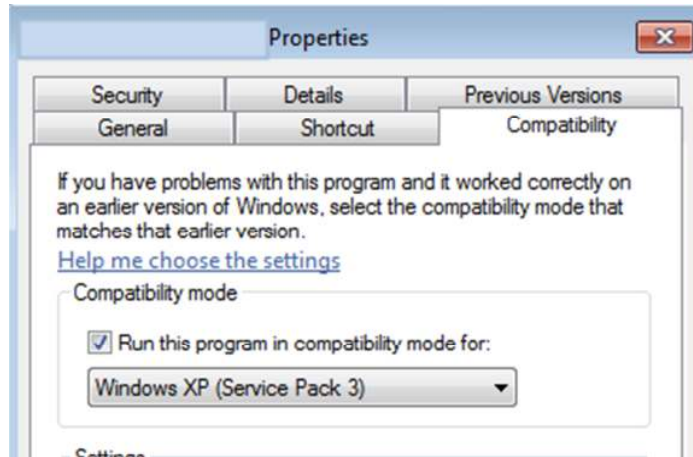 Properties
Security Details Previous Versions
General Shortcut Compatibility
If you have problems with this program and it worked correctly on
an earlier version of Windows, select the compatibility mode that
matches that earlier version.
Help me choose the settings
Compatibility mode
Run this program in compatibility mode for:
Windows XP (Service Pack 3)
Settings